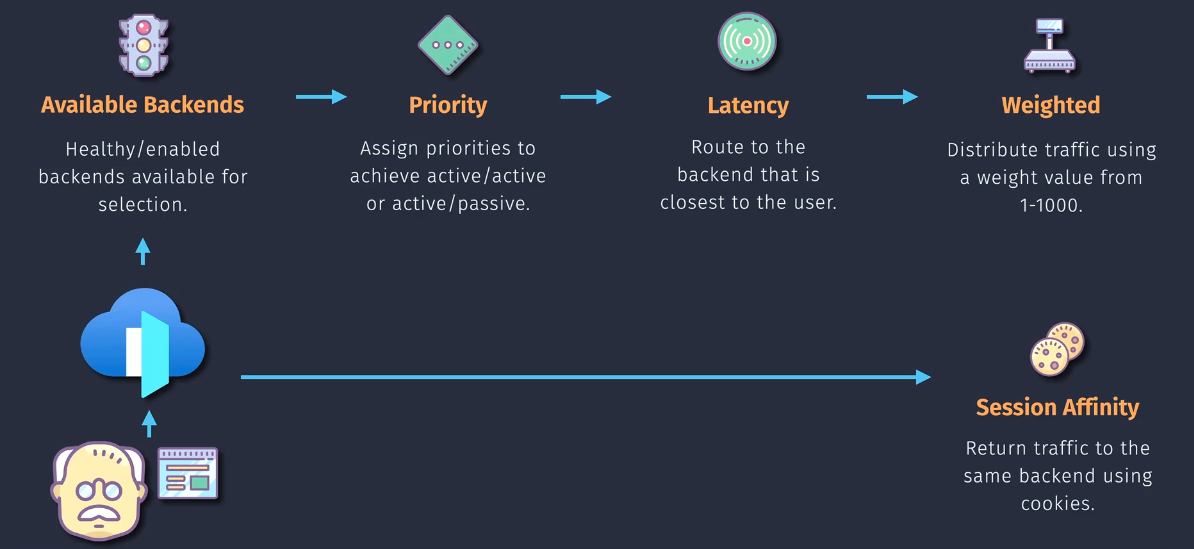 Available Backends
Healthy/enabled
backends available for
selection.
Priority
Assign priorities to
achieve active/active
or active/passive.
Latency
Route to the
backend that is
closest to the user.
Weighted
Distribute traffic using
a weight value from
1-1000.
Session Affinity
Return traffic to the
same backend using
cookies.